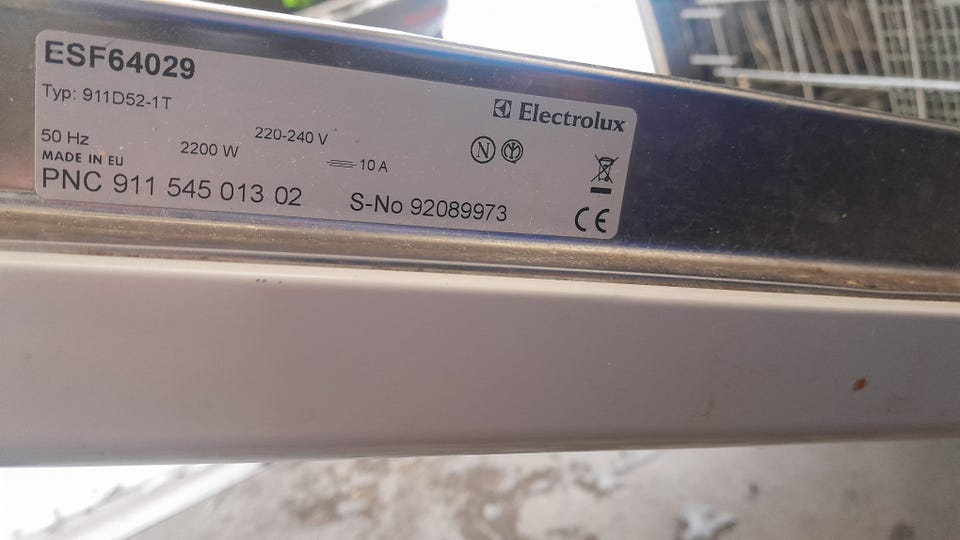 ESF64029
Electrolux
Typ: 911D52-1T
50 Hz 2200 W 220-240 V 10 A
MADE IN EU
PNC 911 545 013 02 S-No 92089973
N
CE